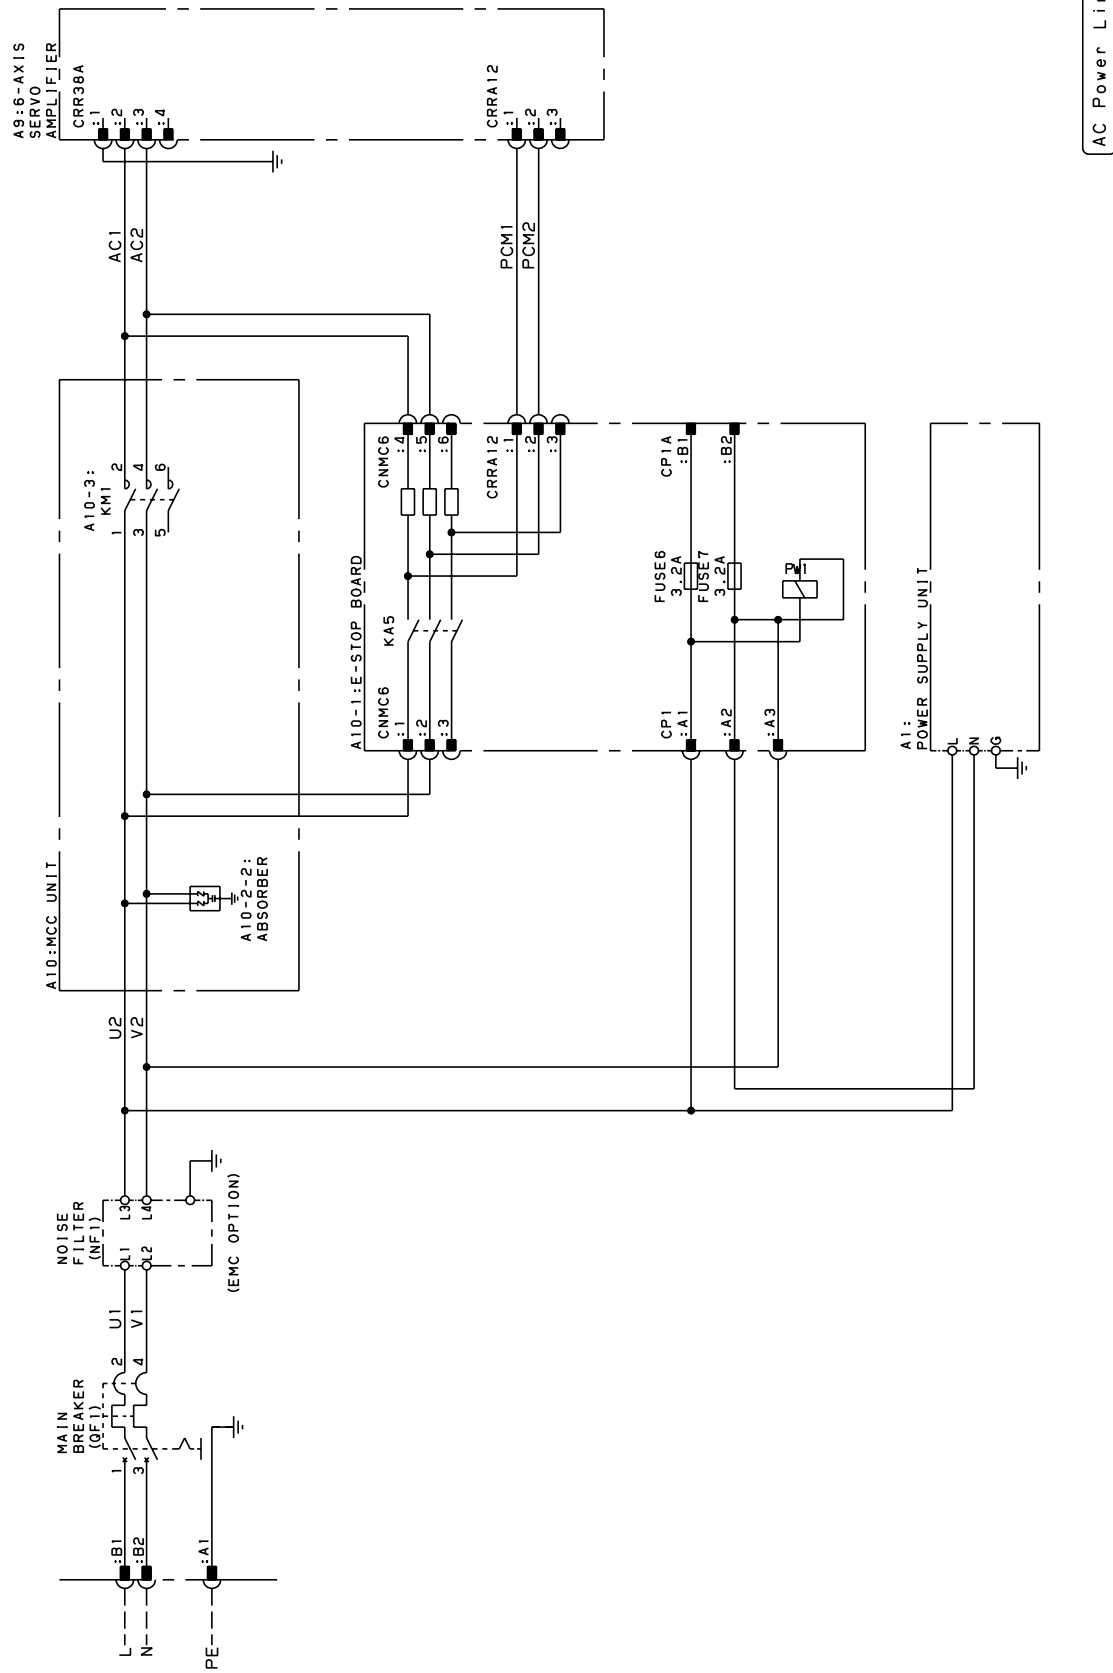 A9:6-AXIS
SERVO
AMPLIFIER
CRR38A
:1
:2
:3
:4
CRRA12
:1
:2
:3
AC Power Li
AC1
AC2
PCM1
PCM2
A10-3:
KM1
2
4
6
1
3
5
A10:MCC UNIT
A10-2-2:
ABSORBER
A10-1:E-STOP BOARD
CNMC6
:4
:5
:6
CRRA12
:1
:2
:3
CP1A
:B1
:B2
KA5
FUSE6
3.2A
FUSE7
3.2A
PW1
CNMC6
:1
:2
:3
CP1
:A1
:A2
:A3
A1:
POWER SUPPLY UNIT
L
N
G
U2
V2
NOISE
FILTER
(NF1)
L3
L4
L1
L2
(EMC OPTION)
U1
V1
MAIN
BREAKER
(QF1)
2
4
1
3
:B1
:B2
:A1
L
N
PE